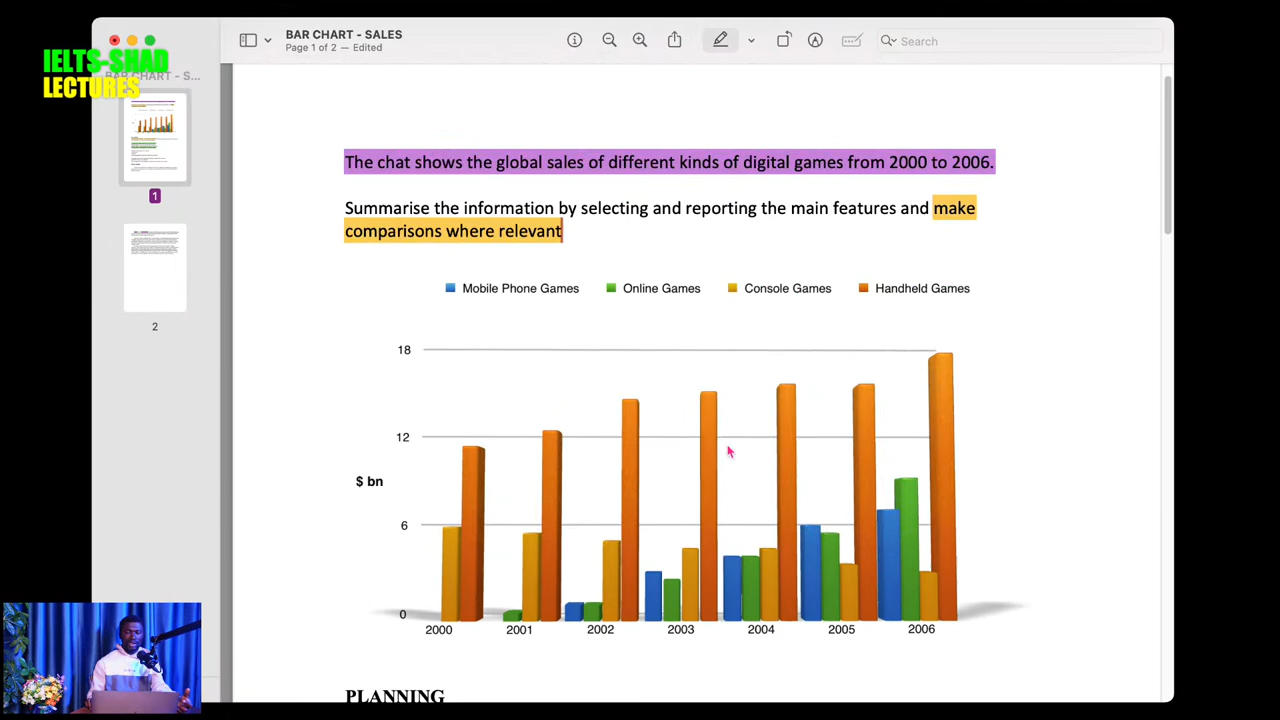 BAR CHART - SALES
Page 1 of 2 — Edited
Search
IELTS-SHAD
LECTURES
BAR CHART - S...
1
2
The chat shows the global sales of different kinds of digital games from 2000 to 2006.
Summarise the information by selecting and reporting the main features and make
comparisons where relevant
Mobile Phone Games Online Games Console Games Handheld Games
18
12
$ bn
6
0
2000 2001 2002 2003 2004 2005 2006
PLANNING